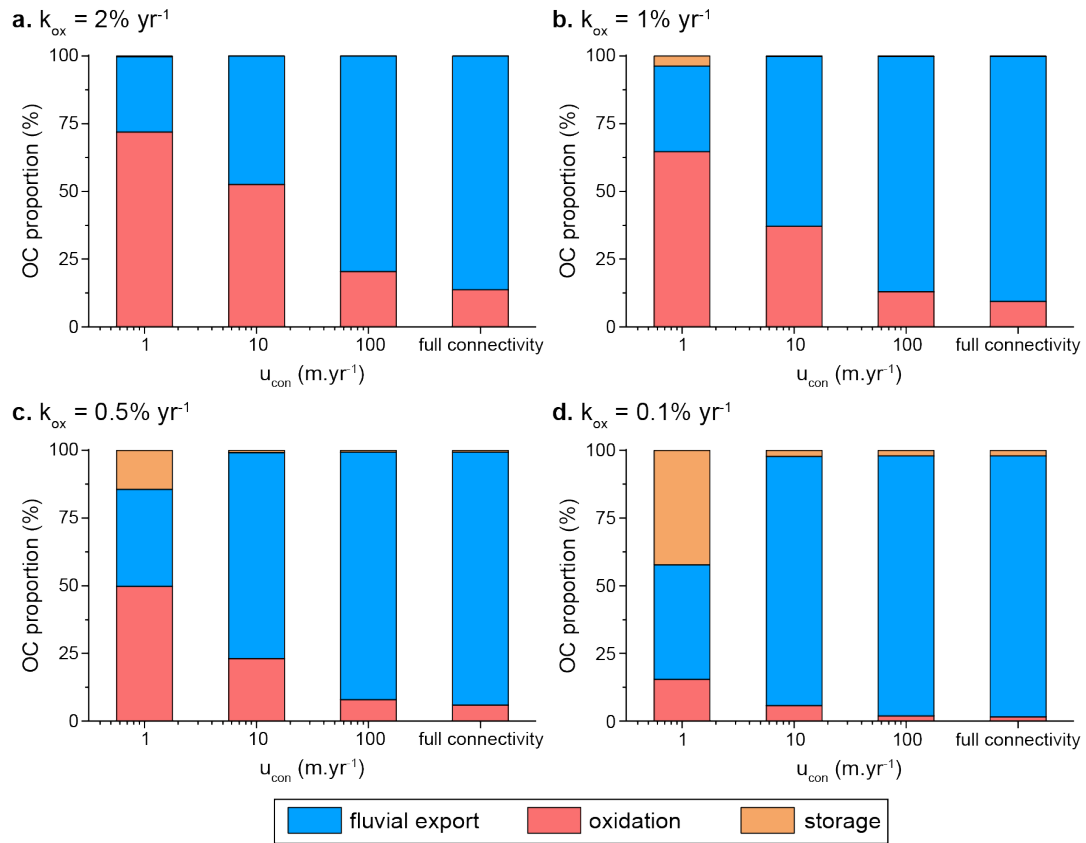 a. kox = 2% yr-1
OC proportion (%)
100
75
50
25
0
1 10 100 full connectivity
ucon (m.yr-1)
b. kox = 1% yr-1
OC proportion (%)
100
75
50
25
0
1 10 100 full connectivity
ucon (m.yr-1)
c. kox = 0.5% yr-1
OC proportion (%)
100
75
50
25
0
1 10 100 full connectivity
ucon (m.yr-1)
d. kox = 0.1% yr-1
OC proportion (%)
100
75
50
25
0
1 10 100 full connectivity
ucon (m.yr-1)
fluvial export oxidation storage